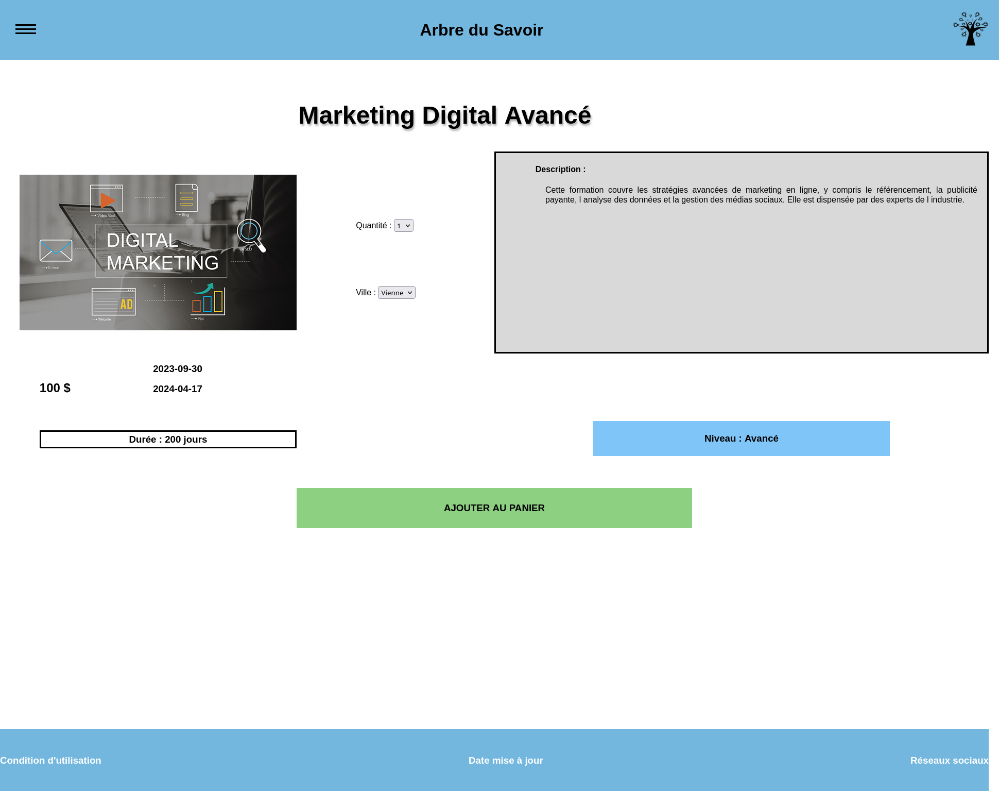 Arbre du Savoir
Marketing Digital Avancé
Description :
Cette formation couvre les stratégies avancées de marketing en ligne, y compris le référencement, la publicité
payante, l analyse des données et la gestion des médias sociaux. Elle est dispensée par des experts de l industrie.
Video Viral
Blog
DIGITAL
MARKETING
E-mail
SEO
AD
Website
Roi
Quantité : 1
Ville : Vienne
2023-09-30
100 $
2024-04-17
Durée : 200 jours
Niveau : Avancé
AJOUTER AU PANIER
Condition d'utilisation
Date mise à jour
Réseaux sociaux